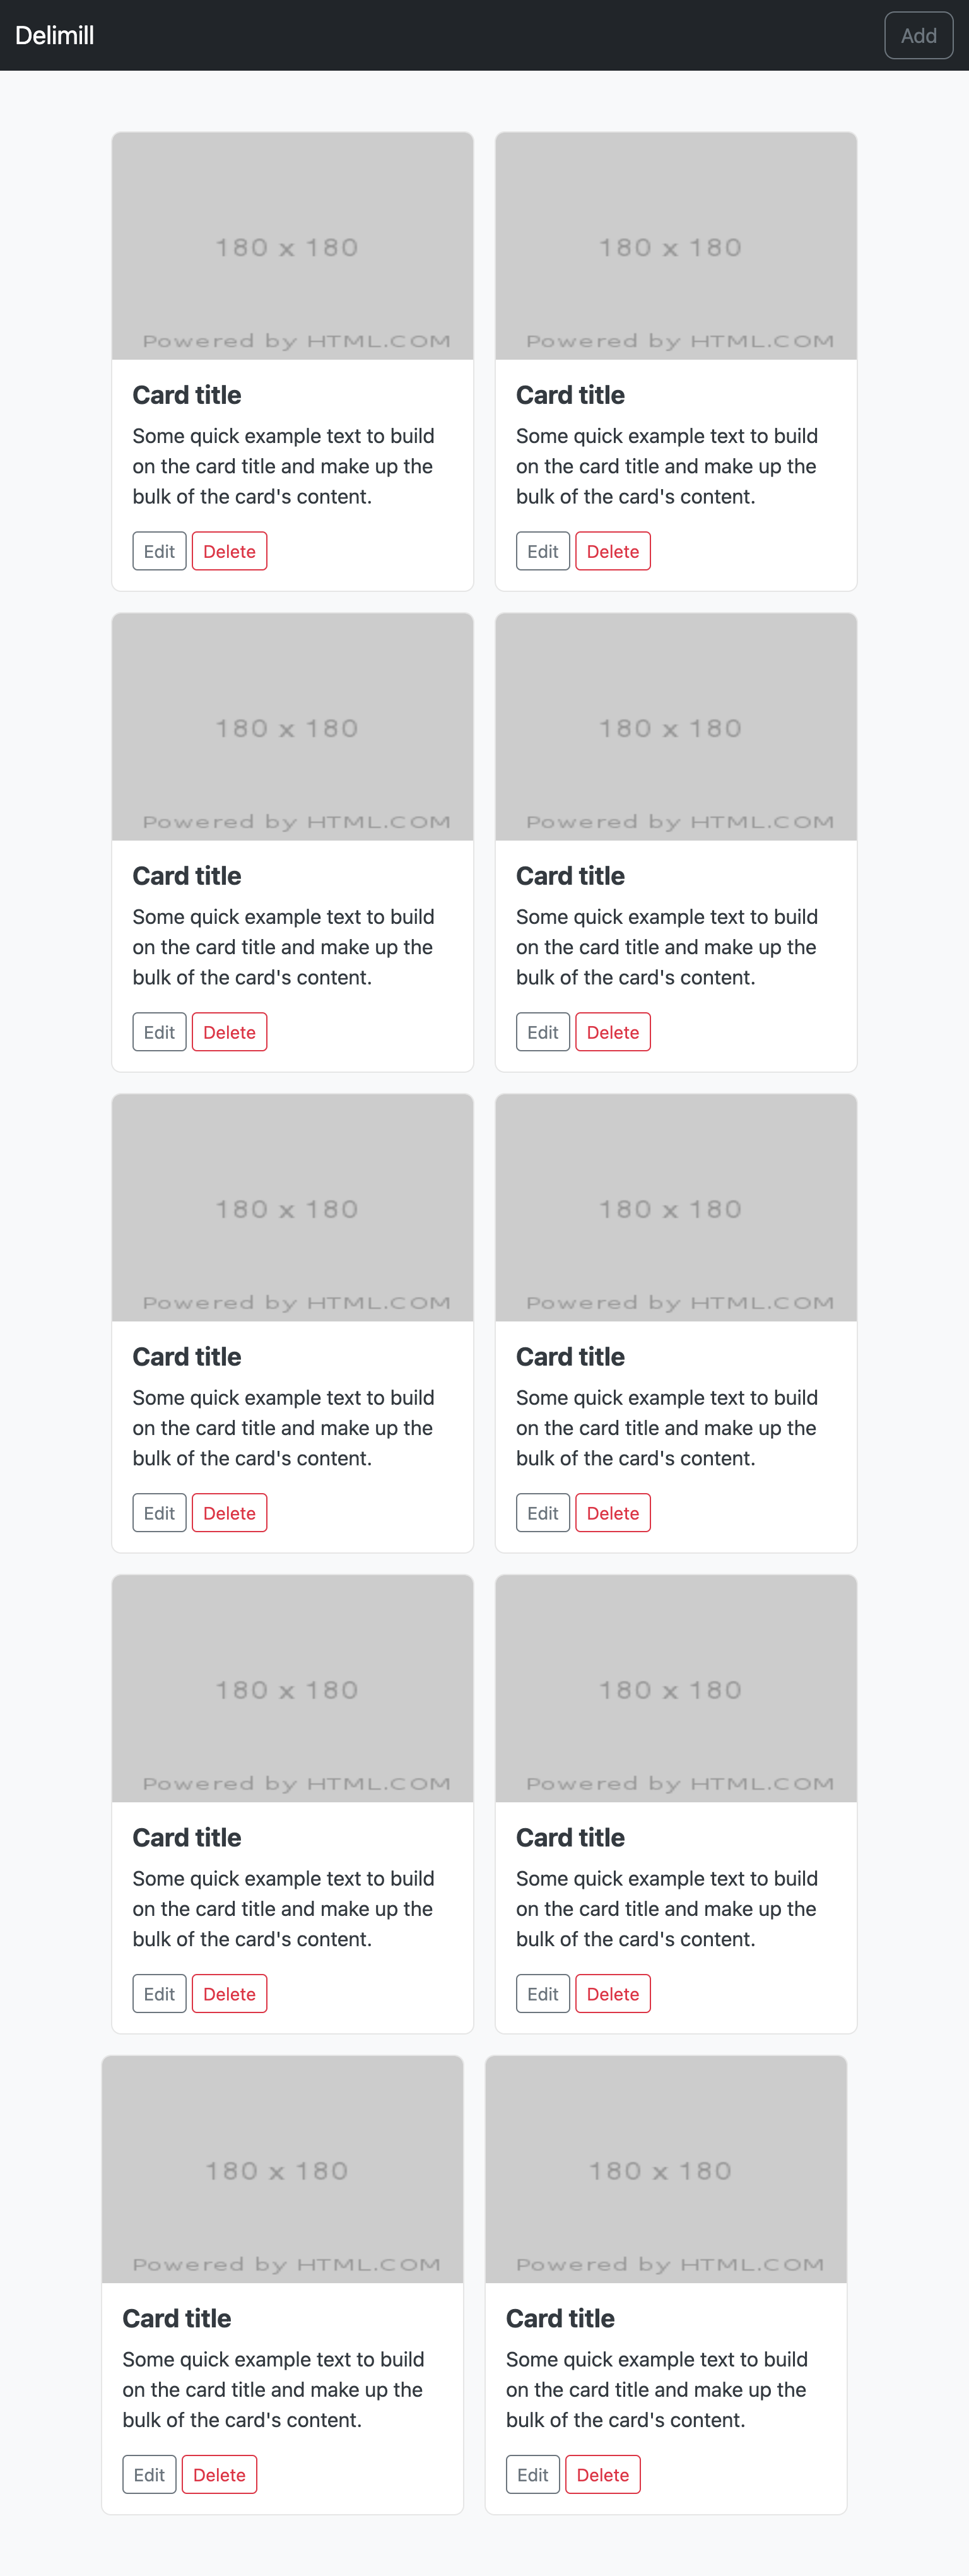 Delimill
Add
180 x 180
Powered by HTML.COM
Card title
Some quick example text to build
on the card title and make up the
bulk of the card's content.
Edit
Delete
180 x 180
Powered by HTML.COM
Card title
Some quick example text to build
on the card title and make up the
bulk of the card's content.
Edit
Delete
180 x 180
Powered by HTML.COM
Card title
Some quick example text to build
on the card title and make up the
bulk of the card's content.
Edit
Delete
180 x 180
Powered by HTML.COM
Card title
Some quick example text to build
on the card title and make up the
bulk of the card's content.
Edit
Delete
180 x 180
Powered by HTML.COM
Card title
Some quick example text to build
on the card title and make up the
bulk of the card's content.
Edit
Delete
180 x 180
Powered by HTML.COM
Card title
Some quick example text to build
on the card title and make up the
bulk of the card's content.
Edit
Delete
180 x 180
Powered by HTML.COM
Card title
Some quick example text to build
on the card title and make up the
bulk of the card's content.
Edit
Delete
180 x 180
Powered by HTML.COM
Card title
Some quick example text to build
on the card title and make up the
bulk of the card's content.
Edit
Delete
180 x 180
Powered by HTML.COM
Card title
Some quick example text to build
on the card title and make up the
bulk of the card's content.
Edit
Delete
180 x 180
Powered by HTML.COM
Card title
Some quick example text to build
on the card title and make up the
bulk of the card's content.
Edit
Delete